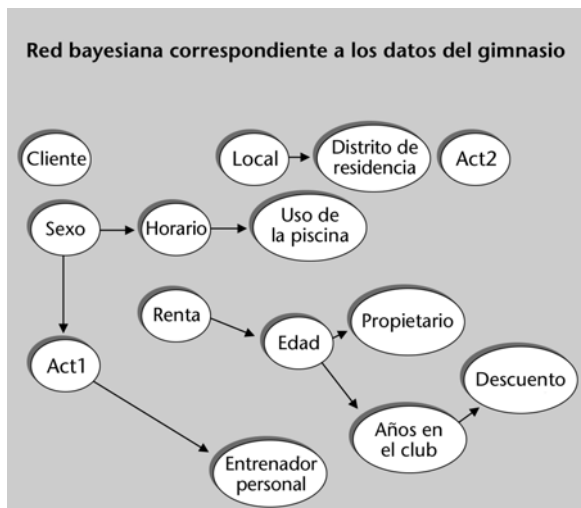 Red bayesiana correspondiente a los datos del gimnasio
Cliente
Local
Distrito de
residencia
Act2
Sexo
Horario
Uso de
la piscina
Renta
Edad
Propietario
Act1
Descuento
Años en
el club
Entrenador
personal